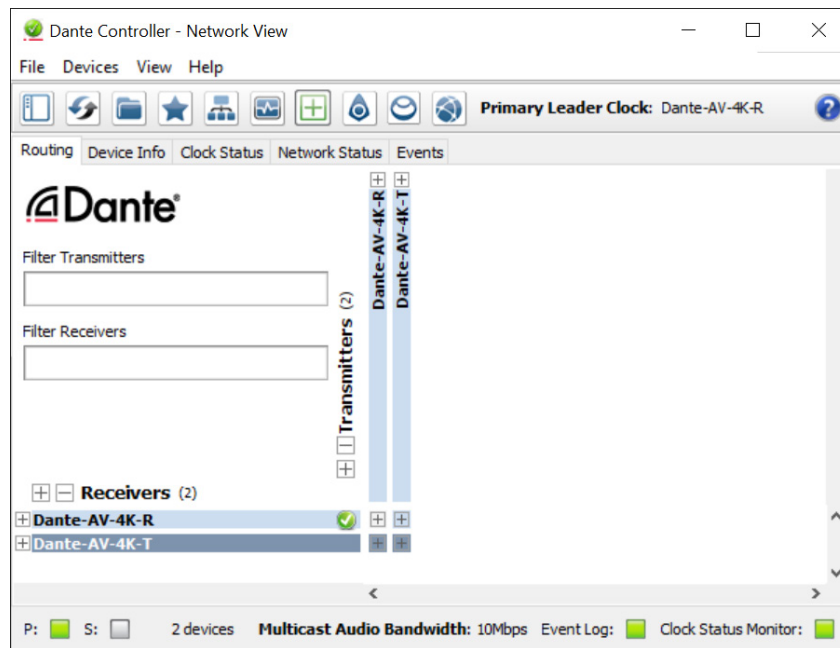 Dante Controller - Network View
File Devices View Help
Primary Leader Clock: Dante-AV-4K-R
?
Routing Device Info Clock Status Network Status Events
Dante®
Filter Transmitters
Filter Receivers
Transmitters (2)
Dante-AV-4K-R
Dante-AV-4K-T
Receivers (2)
Dante-AV-4K-R
Dante-AV-4K-T
P: S: 2 devices Multicast Audio Bandwidth: 10Mbps Event Log: Clock Status Monitor: